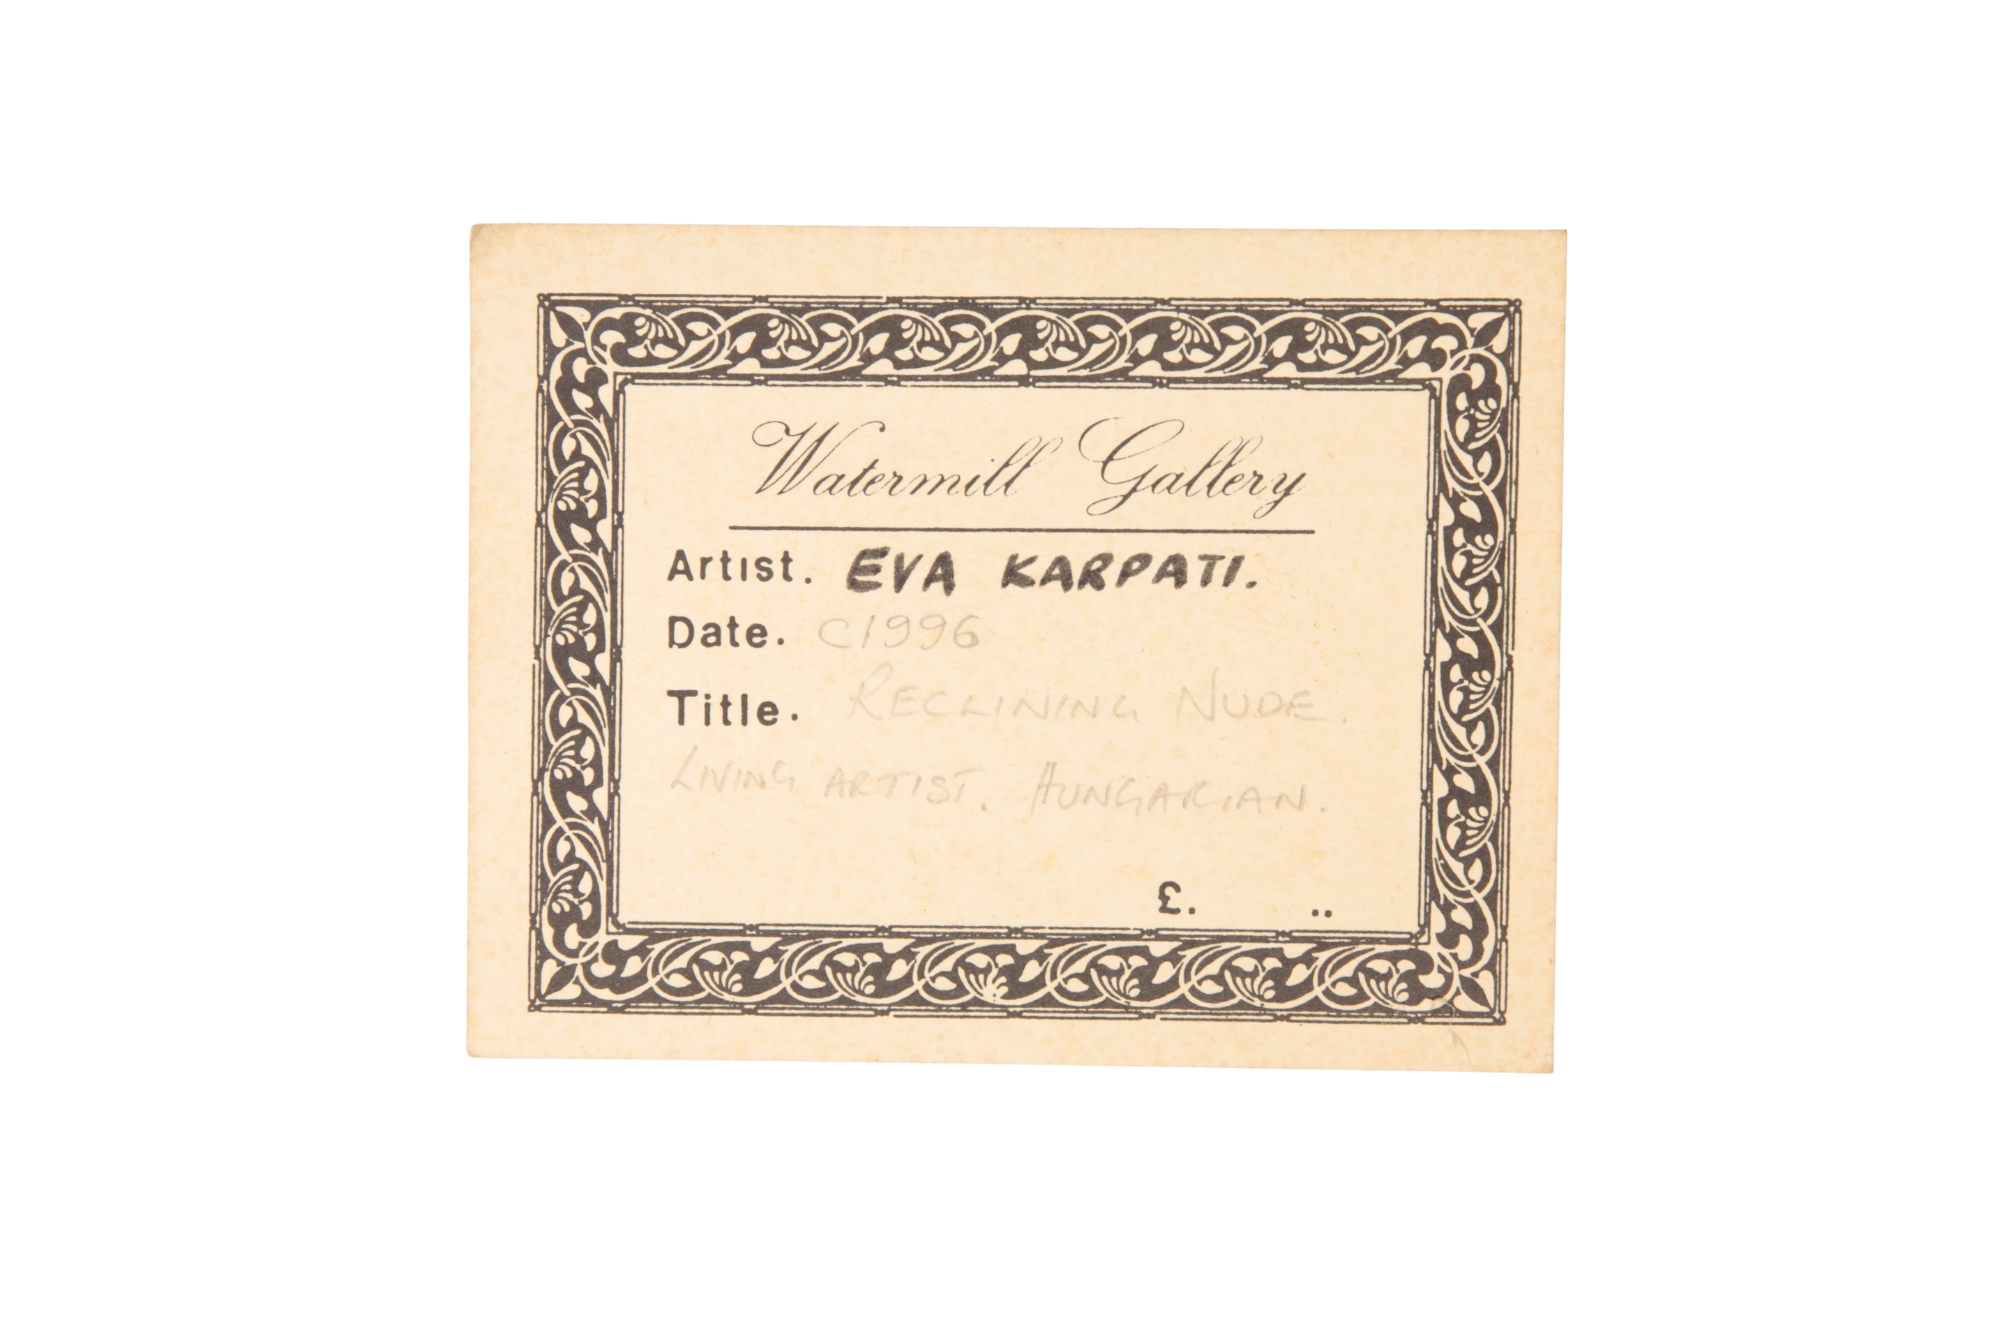 Watermill Gallery
Artist. EVA KARPATI.
Date. C1996
Title. RECLINING NUDE.
LIVING ARTIST. HUNGARIAN.
£. ..